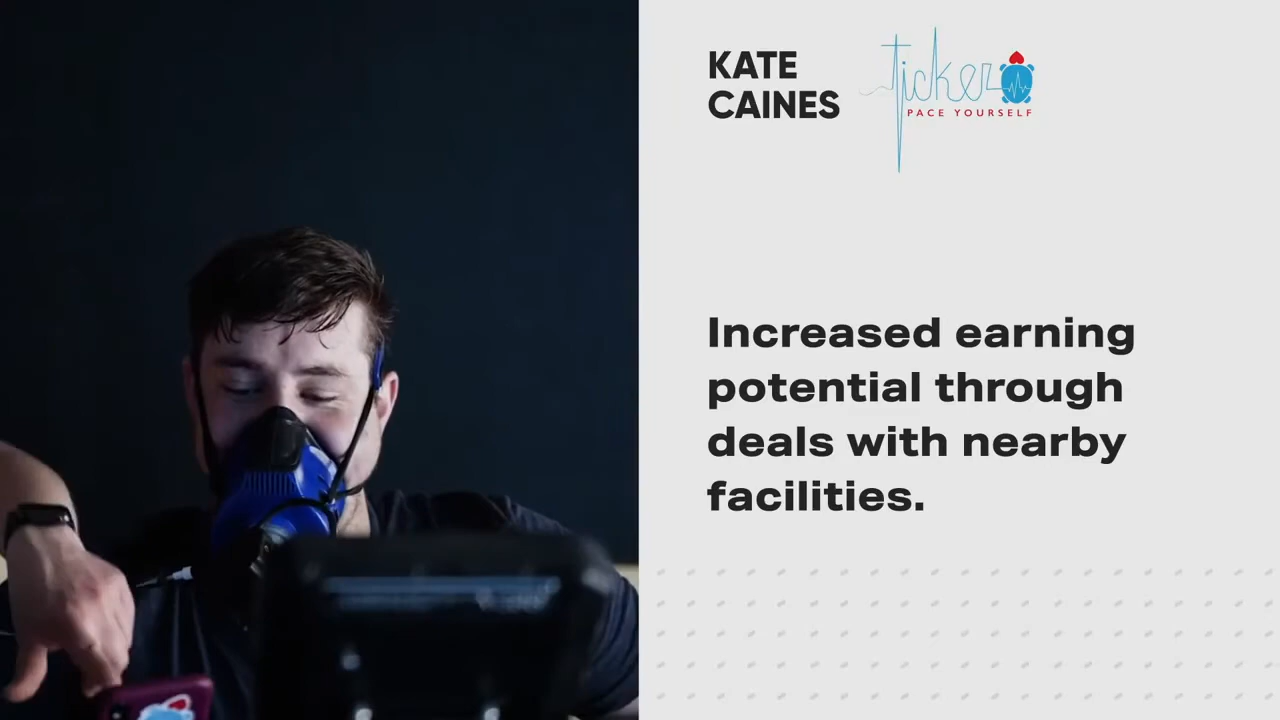 KATE
CAINES
ticker
PACE YOURSELF
Increased earning
potential through
deals with nearby
facilities.